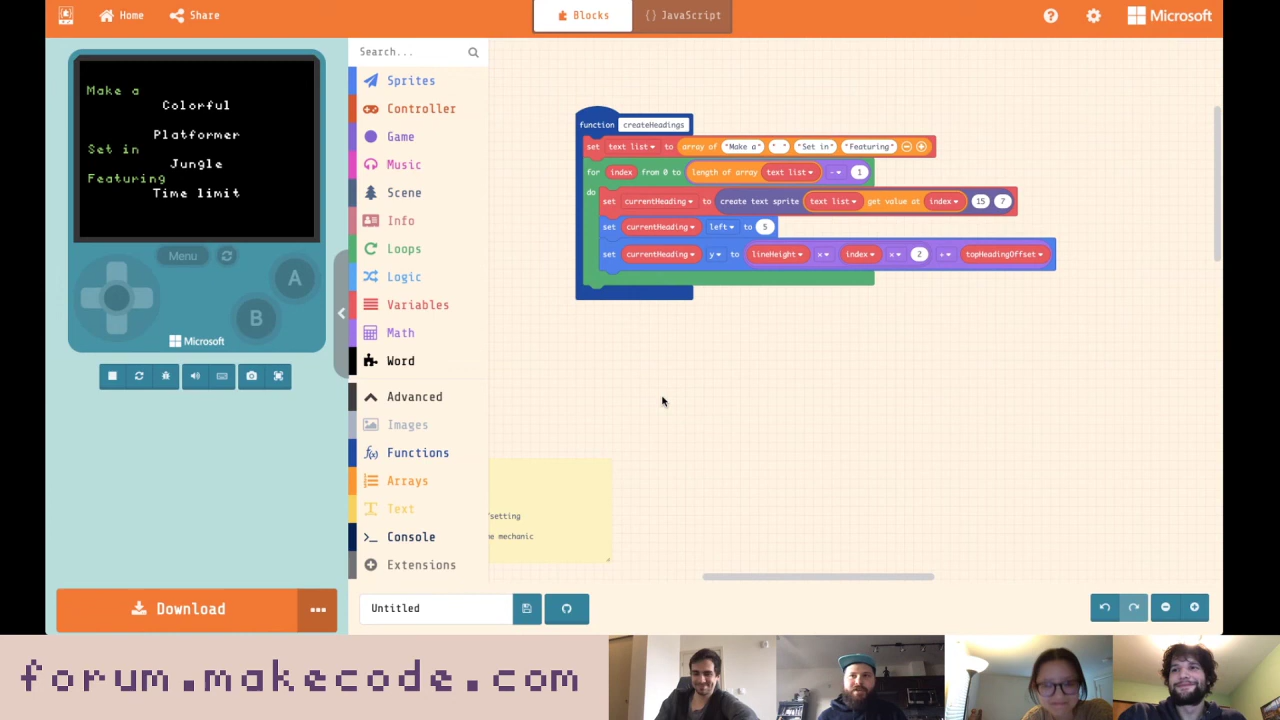 Home
Share
Blocks
{ } JavaScript
?
Microsoft
Make a
Colorful
Platformer
Set in
Jungle
Featuring
Time limit
Menu
A
B
Microsoft
Download
Search...
Sprites
Controller
Game
Music
Scene
Info
Loops
Logic
Variables
Math
Word
Advanced
Images
Functions
Arrays
Text
Console
Extensions
function createHeadings
set text list to array of "Make a" " " "Set in" "Featuring"
for index from 0 to length of array text list - 1
do set currentHeading to create text sprite text list get value at index 15 7
set currentHeading left to 5
set currentHeading y to lineHeight x index x 2 + topHeadingOffset
setting
me mechanic
Untitled
forum.makecode.com